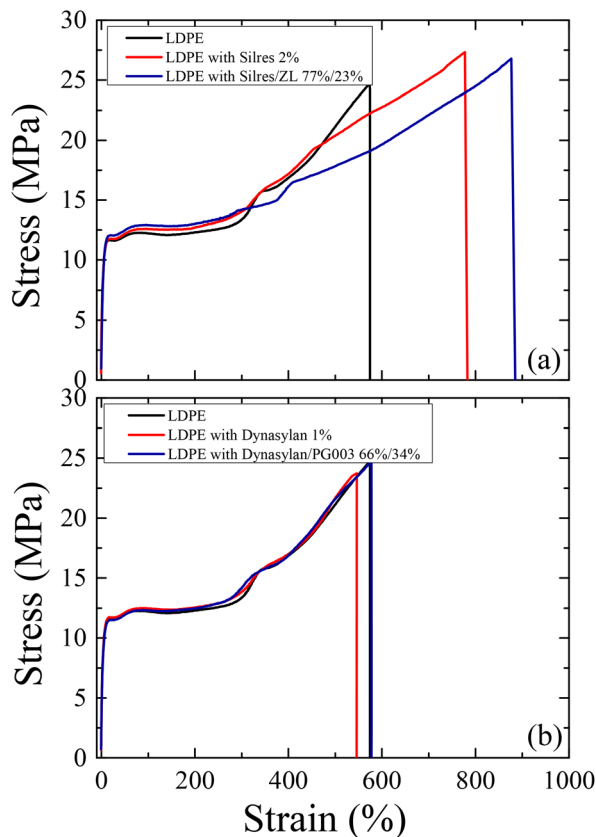 30
LDPE
LDPE with Silres 2%
LDPE with Silres/ZL 77%/23%
25
20
15
10
5
0
Stress (MPa)
(a)
30
LDPE
LDPE with Dynasylan 1%
LDPE with Dynasylan/PG003 66%/34%
25
20
15
10
5
0
Stress (MPa)
(b)
0 200 400 600 800 1000
Strain (%)